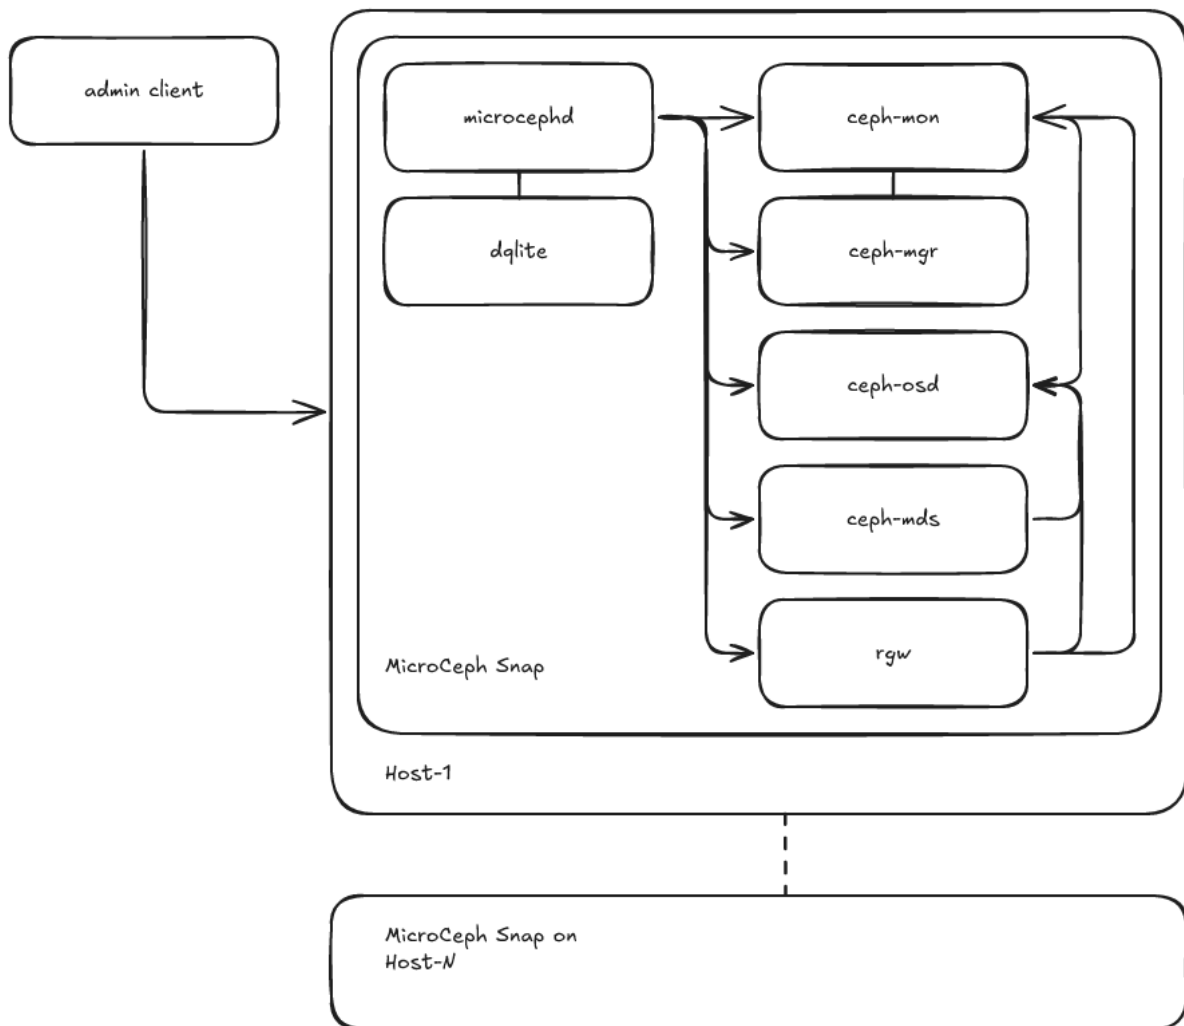 admin client
microcephd
ceph-mon
dqlite
ceph-mgr
ceph-osd
ceph-mds
rgw
MicroCeph Snap
Host-1
MicroCeph Snap on
Host-N